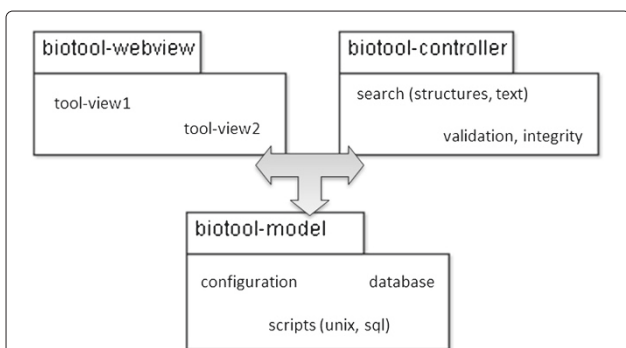 biotool-webview
tool-view1
tool-view2
biotool-controller
search (structures, text)
validation, integrity
biotool-model
configuration
database
scripts (unix, sql)